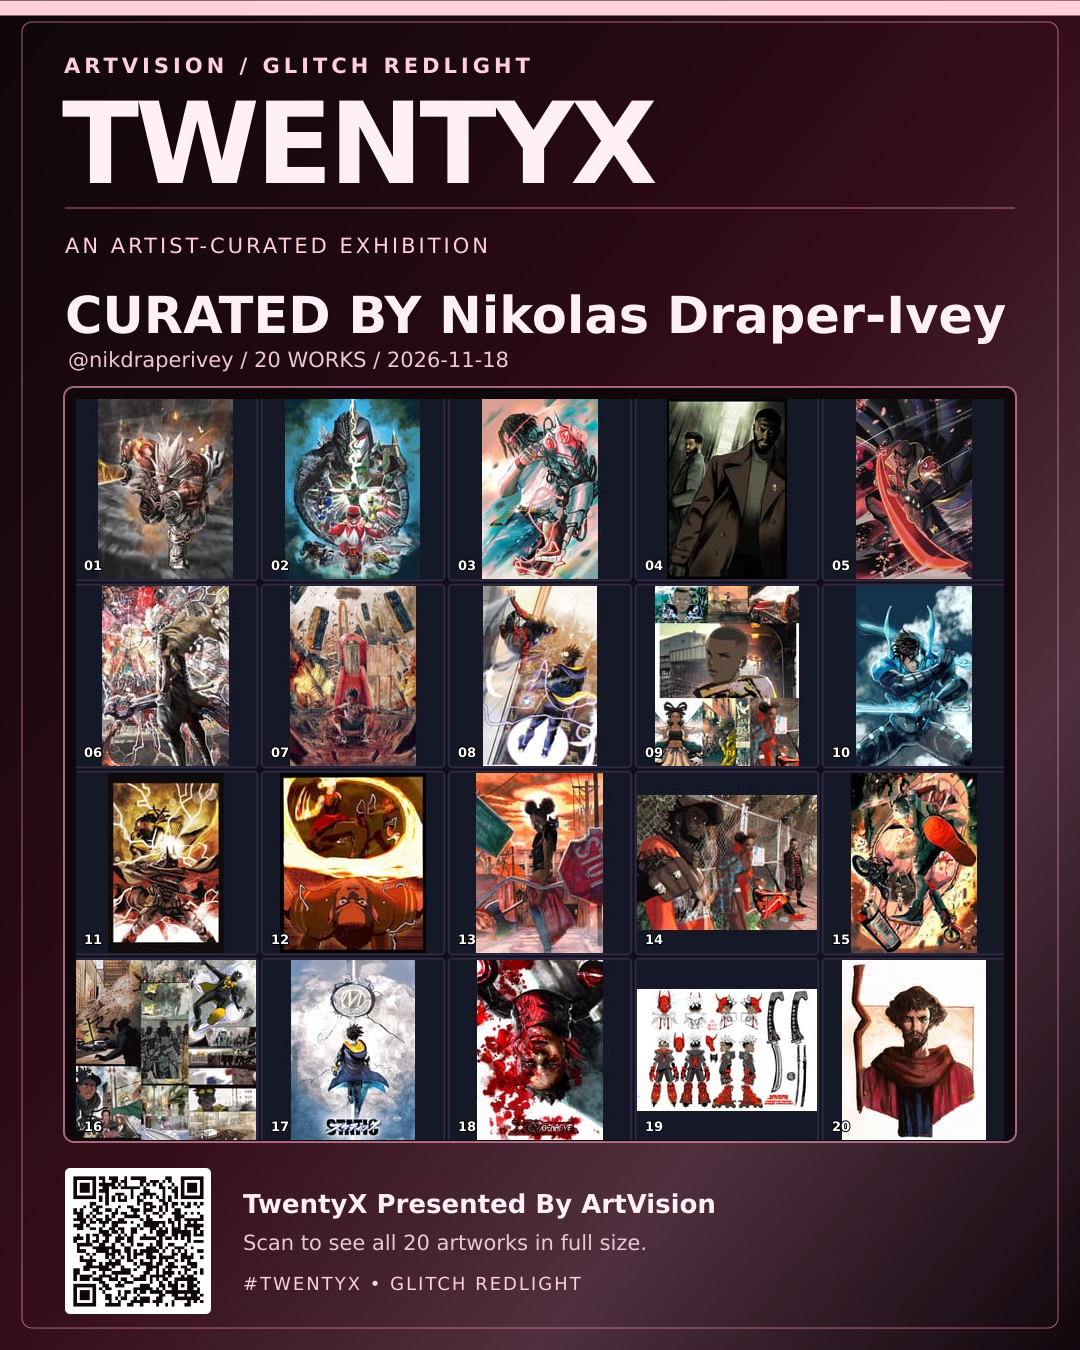 ARTVISION / GLITCH REDLIGHT
TWENTYX
AN ARTIST-CURATED EXHIBITION
CURATED BY Nikolas Draper-Ivey
@nikdraperivey / 20 WORKS / 2026-11-18
01
02
03
04
05
06
07
08
09
10
11
12
13
STOP
14
15
16
17
STATIC
18
19
20
TwentyX Presented By ArtVision
Scan to see all 20 artworks in full size.
#TWENTYX • GLITCH REDLIGHT